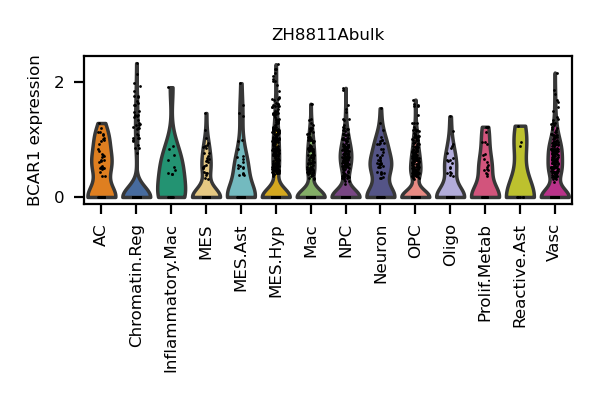 ZH8811Abulk
BCAR1 expression
2
0
AC
Chromatin.Reg
Inflammatory.Mac
MES
MES.Ast
MES.Hyp
Mac
NPC
Neuron
OPC
Oligo
Prolif.Metab
Reactive.Ast
Vasc